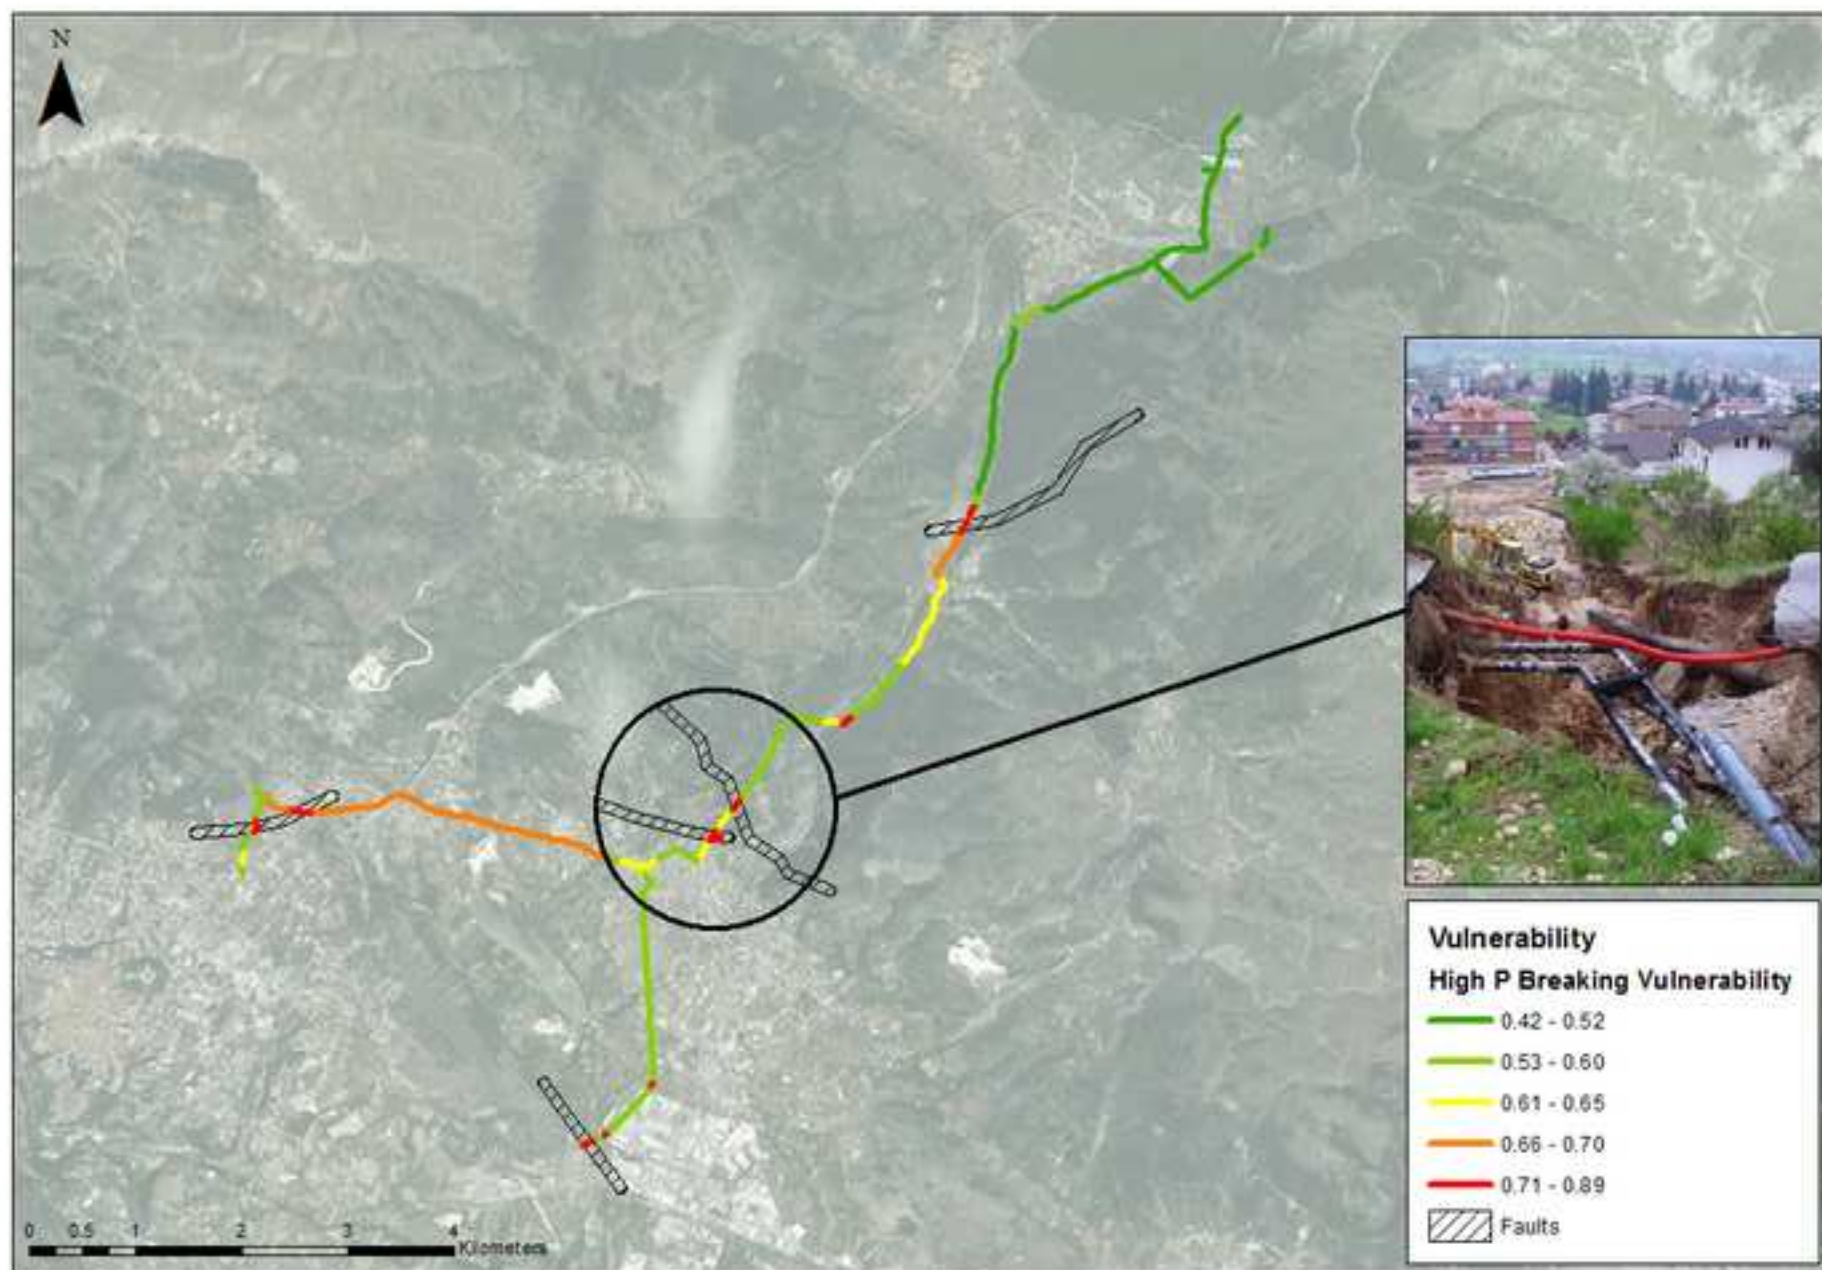 N
Vulnerability
High P Breaking Vulnerability
0.42 - 0.52
0.53 - 0.60
0.61 - 0.65
0.66 - 0.70
0.71 - 0.89
Faults
0 0.5 1 2 3 4
Kilometers